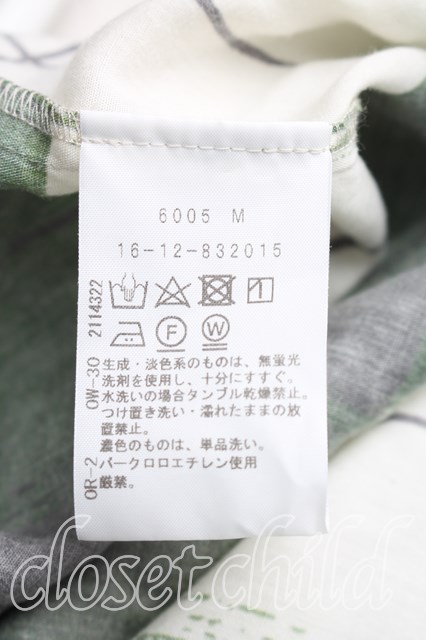 6005 M
16-12-832015
F
W
生成・淡色系のものは、無蛍光
洗剤を使用し、十分にすすぐ。
水洗いの場合タンブル乾燥禁止。
つけ置き洗い・濡れたままの放
置禁止。
濃色のものは、単品洗い。
パークロロエチレン使用
厳禁。
OR-2 OW-30 2114322
closet child